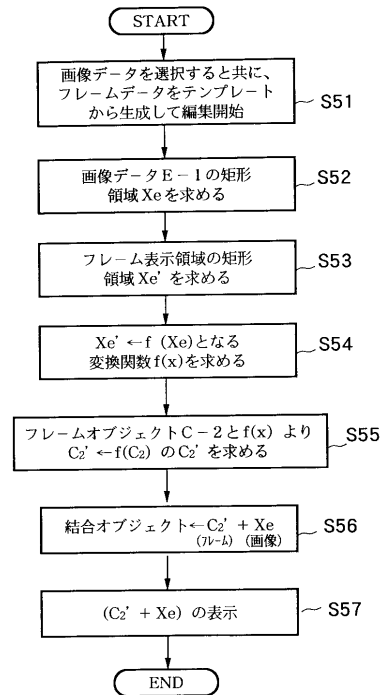 START
画像データを選択すると共に、
フレームデータをテンプレート
から生成して編集開始
S51
画像データE－1の矩形
領域Xeを求める
S52
フレーム表示領域の矩形
領域Xe'を求める
S53
Xe'←f (Xe)となる
変換関数f(x)を求める
S54
フレームオブジェクトC－2とf(x) より
C2'←f(C2) のC2'を求める
S55
結合オブジェクト←C2'+Xe
(ﾌﾚｰﾑ) (画像)
S56
(C2'+Xe) の表示
S57
END